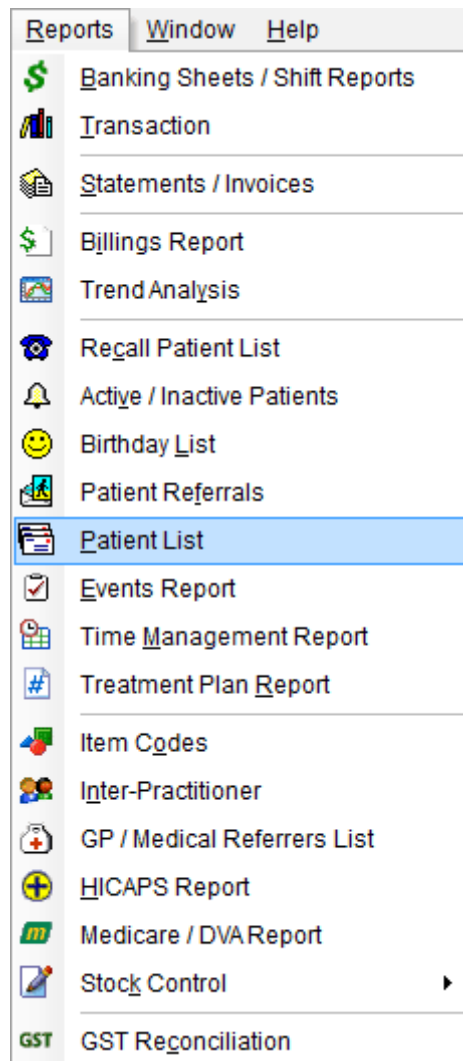 Reports Window Help
Banking Sheets / Shift Reports
Transaction
Statements / Invoices
Billings Report
Trend Analysis
Recall Patient List
Active / Inactive Patients
Birthday List
Patient Referrals
Patient List
Events Report
Time Management Report
Treatment Plan Report
Item Codes
Inter-Practitioner
GP / Medical Referrers List
HICAPS Report
Medicare / DVA Report
Stock Control
GST GST Reconciliation